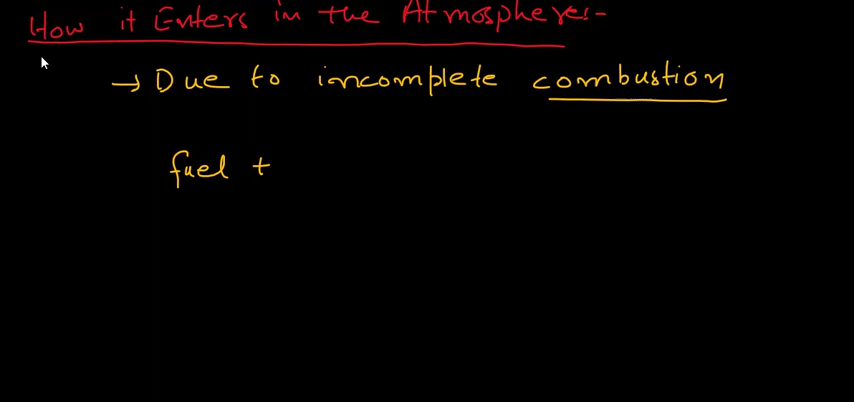 How it Enters in the Atmosphere:-
→ Due to incomplete combustion
fuel +